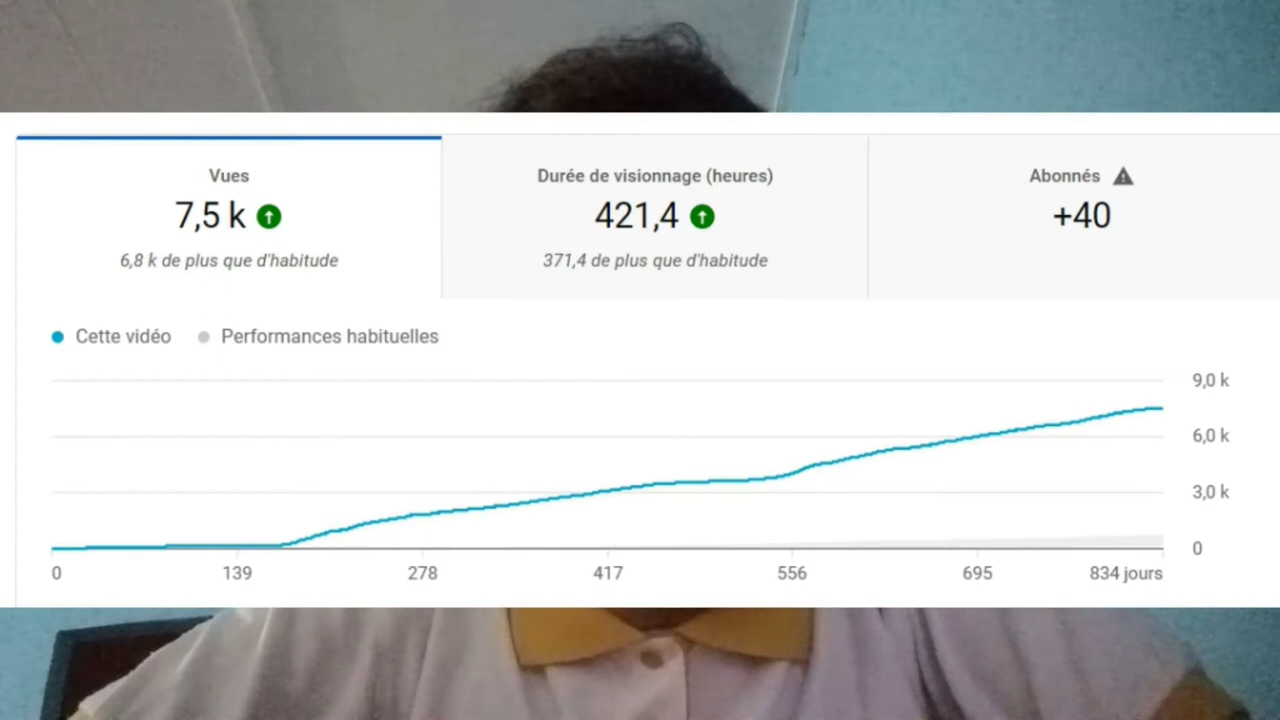 Vues
Durée de visionnage (heures)
Abonnés
7,5 k
421,4
+40
6,8 k de plus que d'habitude
371,4 de plus que d'habitude
Cette vidéo
Performances habituelles
9,0 k
6,0 k
3,0 k
0
0
139
278
417
556
695
834 jours